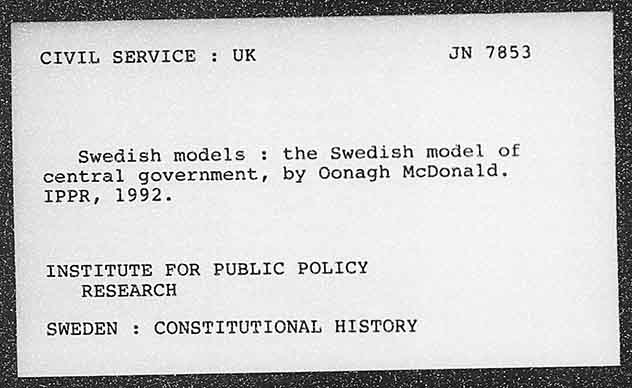 CIVIL SERVICE : UK JN 7853
Swedish models : the Swedish model of
central government, by Oonagh McDonald.
IPPR, 1992.
INSTITUTE FOR PUBLIC POLICY
RESEARCH
SWEDEN : CONSTITUTIONAL HISTORY